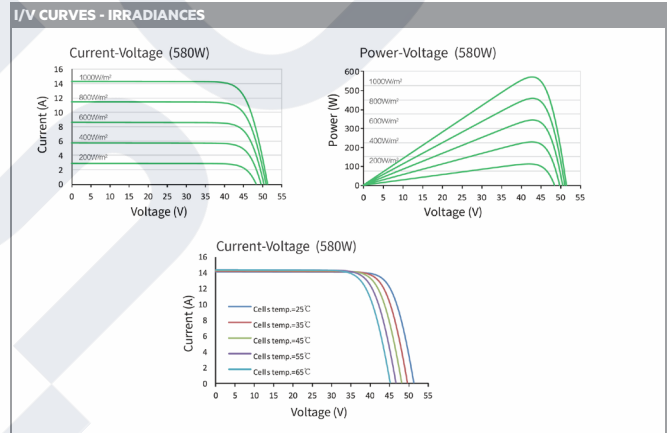 I/V CURVES - IRRADIANCES
Current-Voltage (580W)
Current (A)
16
14
12
10
8
6
4
2
0
1000W/m²
800W/m²
600W/m²
400W/m²
200W/m²
0 5 10 15 20 25 30 35 40 45 50 55
Voltage (V)
Power-Voltage (580W)
Power (W)
600
500
400
300
200
100
0
1000W/m²
800W/m²
600W/m²
400W/m²
200W/m²
0 5 10 15 20 25 30 35 40 45 50 55
Voltage (V)
Current-Voltage (580W)
Current (A)
16
14
12
10
8
6
4
2
0
Cells temp.=25℃
Cells temp.=35℃
Cells temp.=45℃
Cells temp.=55℃
Cells temp.=65℃
0 5 10 15 20 25 30 35 40 45 50 55
Voltage (V)